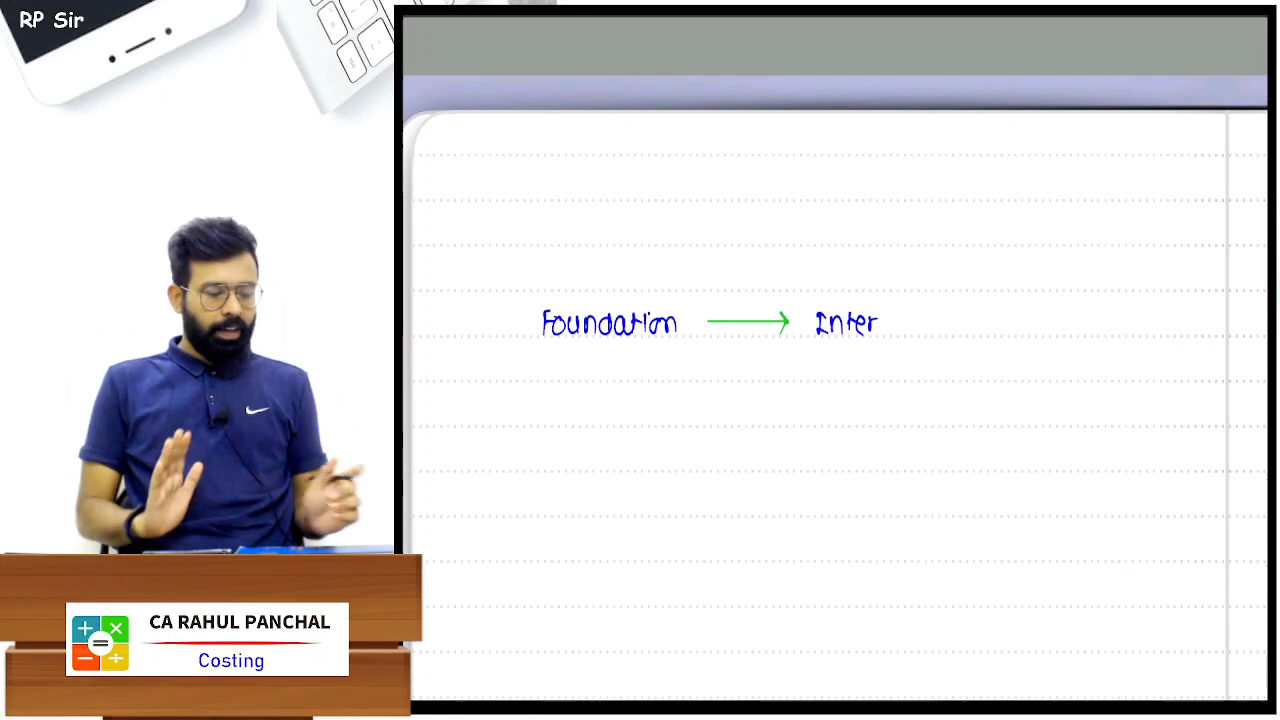 RP Sir
Foundation → Inter
CA RAHUL PANCHAL
Costing